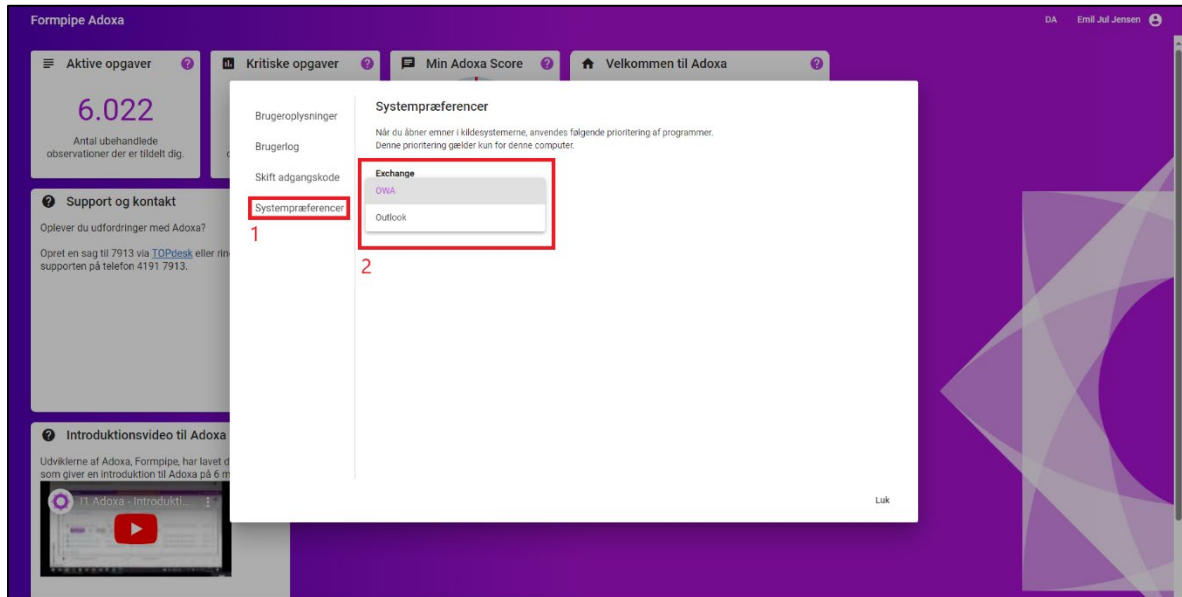 Formpipe Adoxa
DA Emil Jul Jensen
Aktive opgaver
6.022
Antal ubehandlede
observationer der er tildelt dig.
Kritiske opgaver
Min Adoxa Score
Velkommen til Adoxa
Support og kontakt
Oplever du udfordringer med Adoxa?
Opret en sag til 7913 via TOPdesk eller rin
supporten på telefon 4191 7913.
Introduktionsvideo til Adoxa
Udviklerne af Adoxa, Formpipe, har lavet d
som giver en introduktion til Adoxa på 6 m
11 Adoxa - Introdukti...
Brugeroplysninger
Brugerlog
Skift adgangskode
Systempræferencer
1
Systempræferencer
Når du åbner emner i kildesystemerne, anvendes følgende prioritering af programmer.
Denne prioritering gælder kun for denne computer.
Exchange
OWA
Outlook
2
Luk